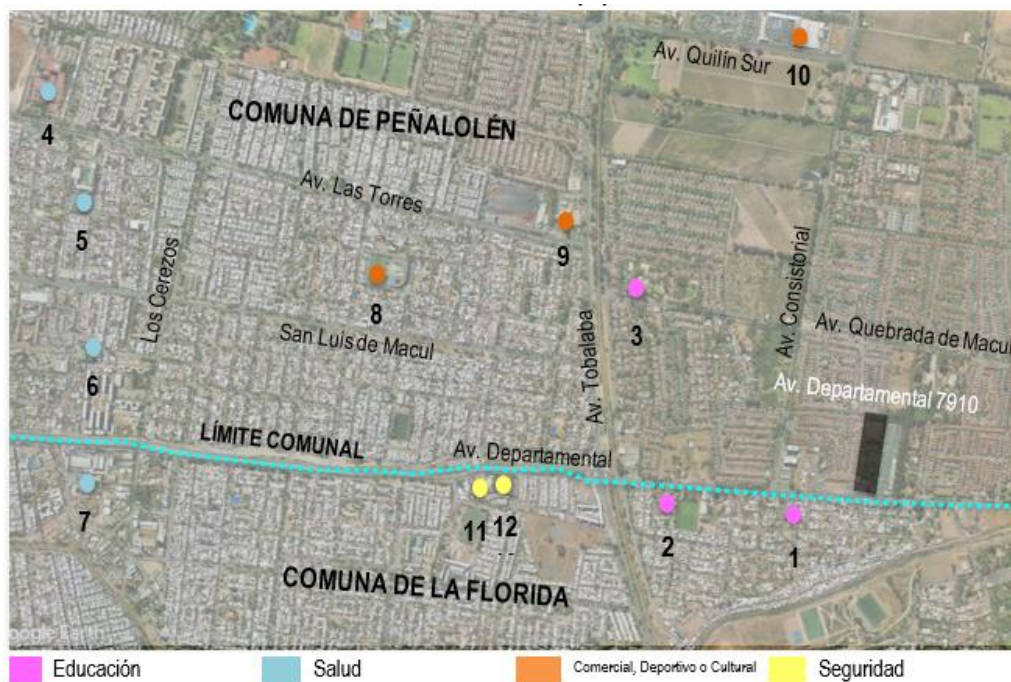 Av. Quilín Sur
10
4
COMUNA DE PEÑALOLÉN
Av. Las Torres
5
9
Los Cerezos
8
3
Av. Consistorial
San Luis de Macul
Av. Tobalaba
Av. Quebrada de Macul
6
Av. Departamental 7910
LÍMITE COMUNAL
Av. Departamental
7
11
12
2
1
COMUNA DE LA FLORIDA
google Earth
Educación
Salud
Comercial, Deportivo o Cultural
Seguridad